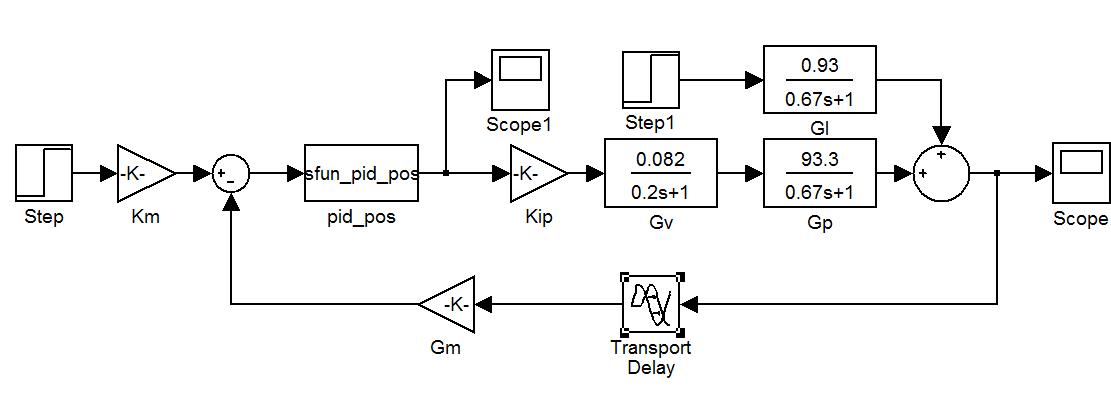 Scope1
Step1
0.93
0.67s+1
Gl
Step
-K-
Km
+
−
sfun_pid_pos
pid_pos
-K-
Kip
0.082
0.2s+1
Gv
93.3
0.67s+1
Gp
+
+
Scope
-K-
Gm
Transport
Delay